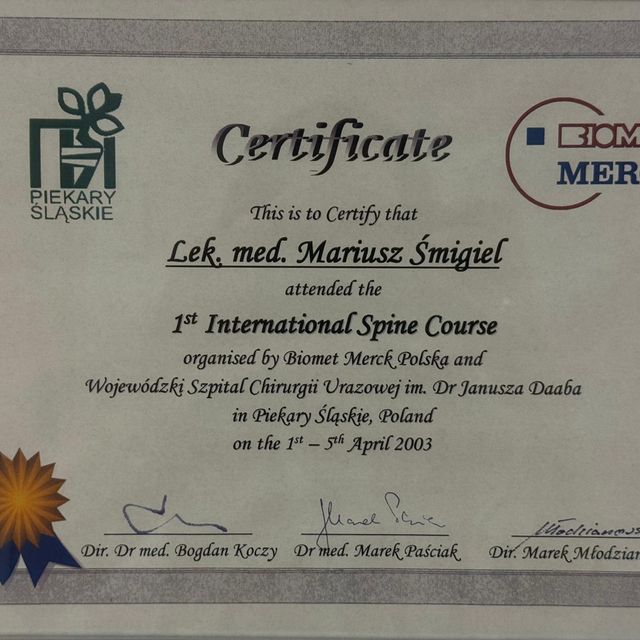 PIEKARY
ŚLĄSKIE
Certificate
BIOM
MER
This is to Certify that
Lek. med. Mariusz Śmigiel
attended the
1st International Spine Course
organised by Biomet Merck Polska and
Wojewódzki Szpital Chirurgii Urazowej im. Dr Janusza Daaba
in Piekary Śląskie, Poland
on the 1st – 5th April 2003
Dir. Dr med. Bogdan Koczy
Dr med. Marek Paściak
Dir. Marek Młodzian